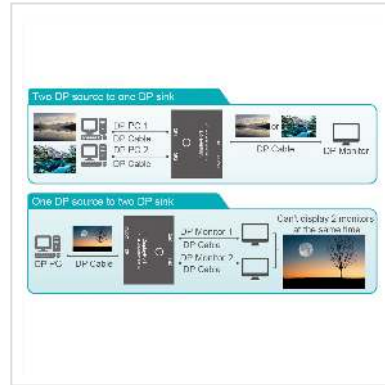 Two DP source to one DP sink
DP PC 1
DP Cable
DP PC 2
DP Cable
or
DP Cable
DP Monitor
One DP source to two DP sink
Can't display 2 monitors
at the same time
DP Monitor 1
DP Cable
DP Monitor 2
DP Cable
DP PC
DP Cable